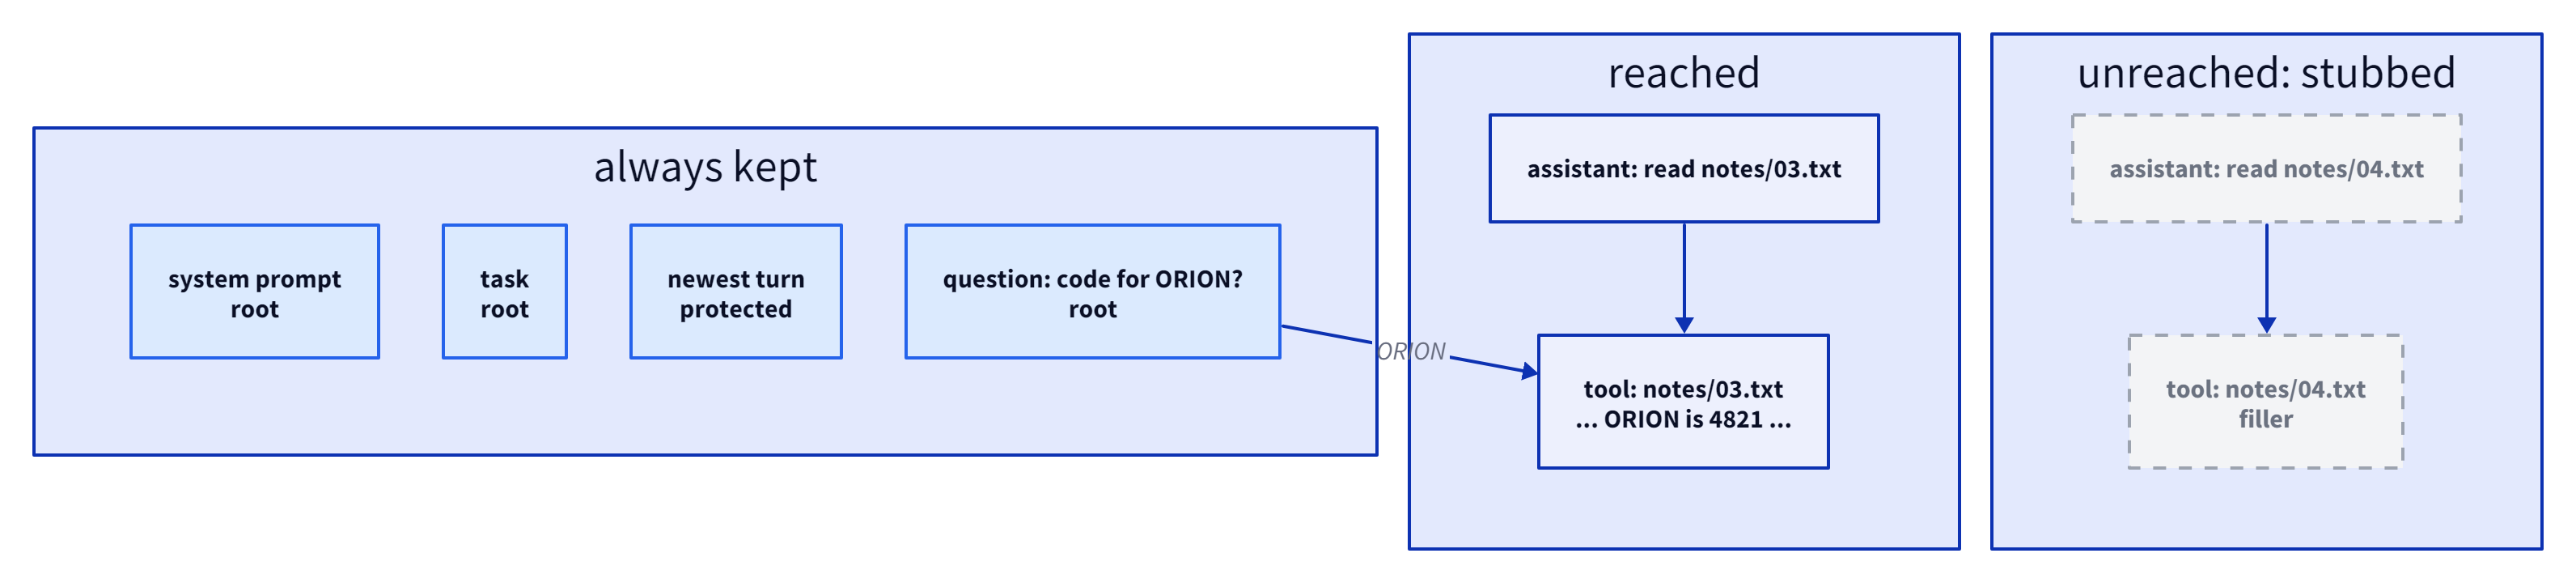 always kept
system prompt
root
task
root
newest turn
protected
question: code for ORION?
root
ORION
reached
assistant: read notes/03.txt
tool: notes/03.txt
... ORION is 4821 ...
unreached: stubbed
assistant: read notes/04.txt
tool: notes/04.txt
filler